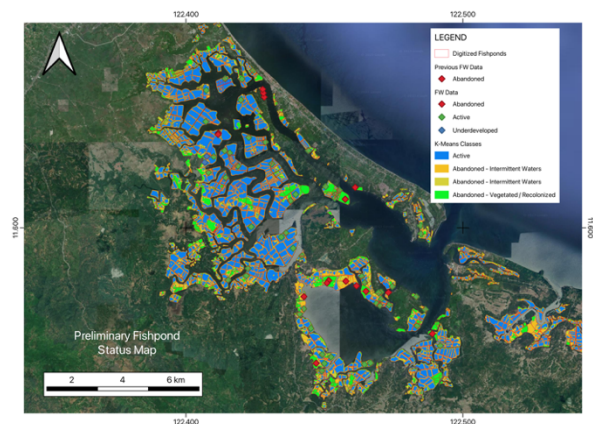 122.400
122.500
LEGEND
Digitized Fishponds
Previous FW Data
Abandoned
FW Data
Abandoned
Active
Underdeveloped
K-Means Classes
Active
Abandoned - Intermittent Waters
Abandoned - Intermittent Waters
Abandoned - Vegetated / Recolonized
11.600
11.600
Preliminary Fishpond
Status Map
2 4 6 km
122.400
122.500